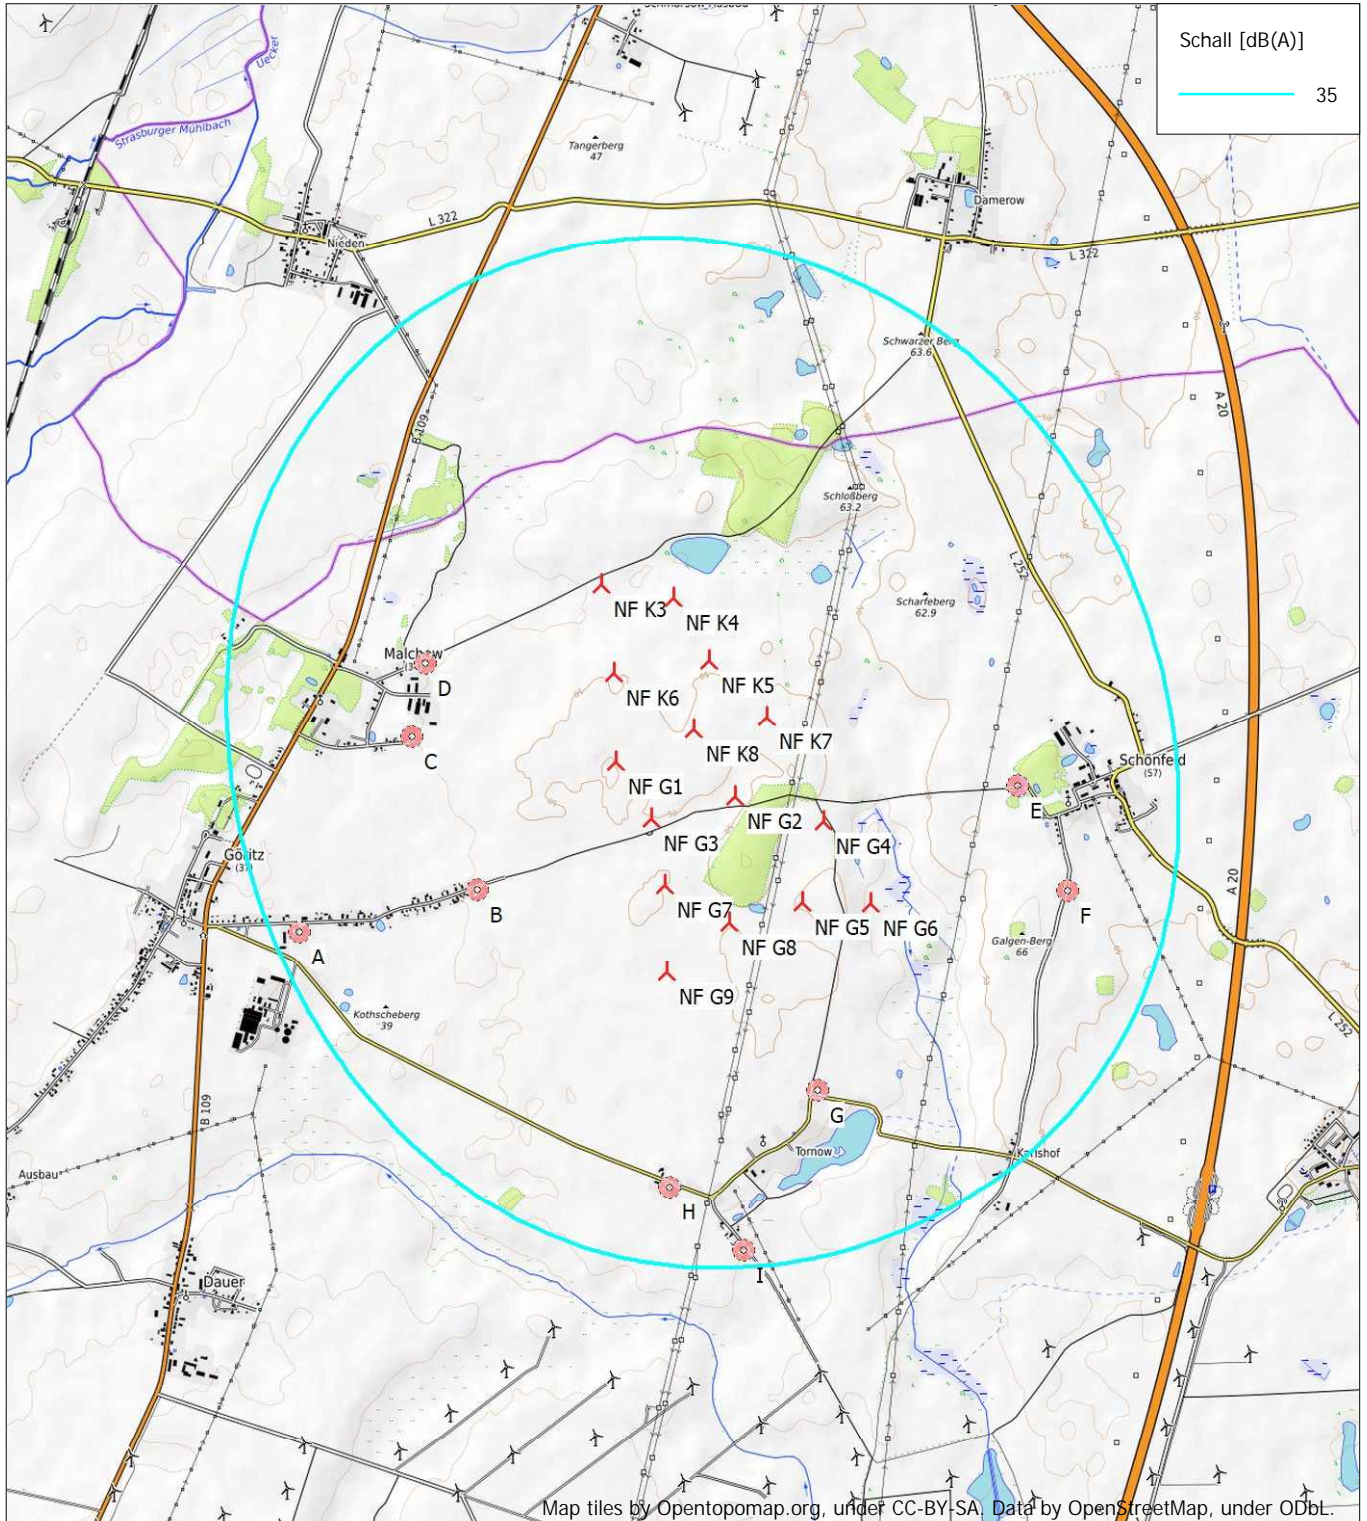 Schall [dB(A)]
35
Uecker
Strasburger Mühlbach
Tangerberg
47
Damerow
L 322
Nieden
L 322
Schwarzer Berg
63.6
A 20
B 109
Schloßberg
63.2
L 252
NF K3
NF K4
Scharfeberg
62.9
Malchow
D
NF K5
NF K6
NF K7
NF K8
C
Schönfeld
(57)
NF G1
NF G2
E
NF G3
NF G4
Göritz
(37)
A 20
B
NF G7
NF G5
NF G6
F
A
NF G8
Galgen-Berg
66
NF G9
Kothscheberg
39
L 252
B 109
G
Tornow
Karlshof
Ausbau
H
I
Dauer
Map tiles by Opentopomap.org, under CC-BY-SA. Data by OpenStreetMap, under ODbL.